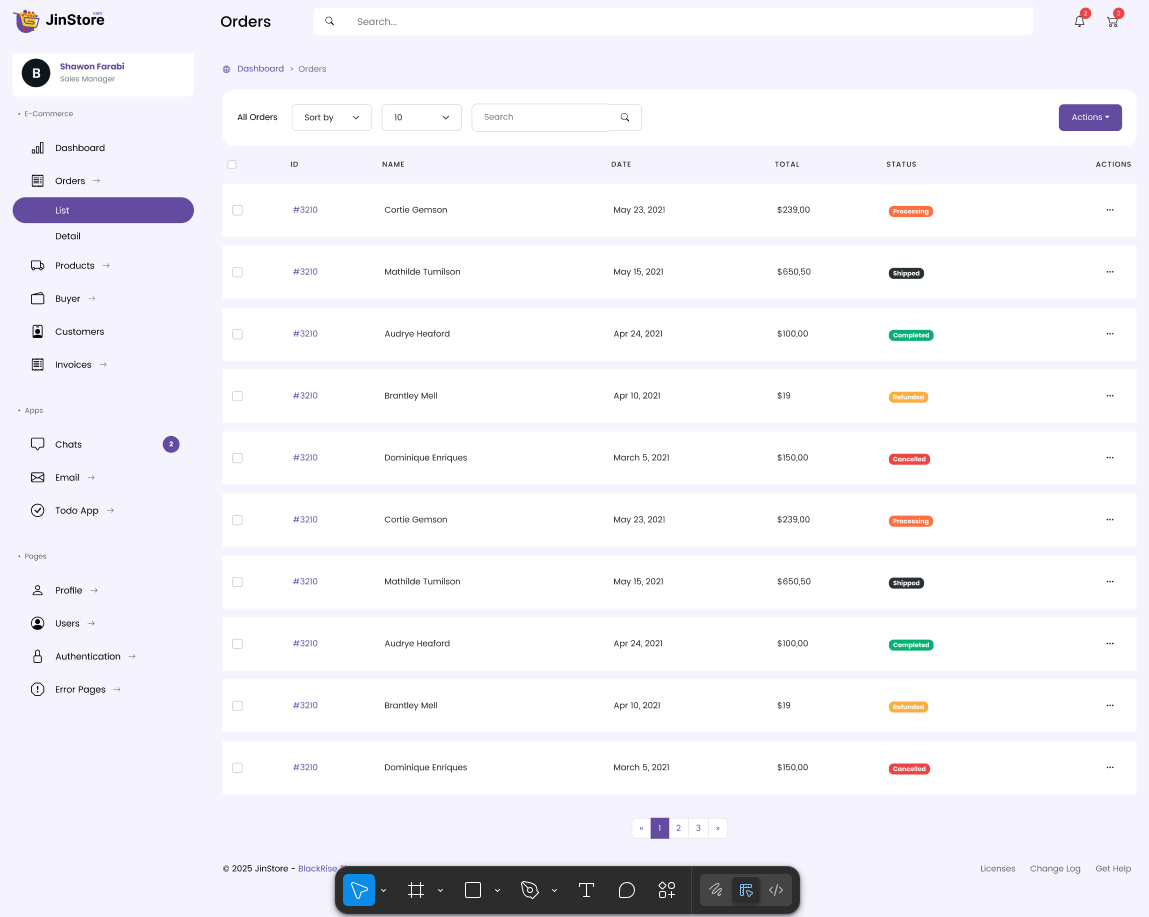 JinStore
.com
Orders
Search...
2
3
B
Shawon Farabi
Sales Manager
Dashboard > Orders
• E-Commerce
All Orders
Sort by
10
Search
Actions
Dashboard
Orders
List
Detail
Products
Buyer
Customers
Invoices
• Apps
Chats
2
Email
Todo App
• Pages
Profile
Users
Authentication
Error Pages
ID NAME DATE TOTAL STATUS ACTIONS
#3210 Cortie Gemson May 23, 2021 $239,00 Processing ...
#3210 Mathilde Tumilson May 15, 2021 $650,50 Shipped ...
#3210 Audrye Heaford Apr 24, 2021 $100,00 Completed ...
#3210 Brantley Mell Apr 10, 2021 $19 Refunded ...
#3210 Dominique Enriques March 5, 2021 $150,00 Cancelled ...
#3210 Cortie Gemson May 23, 2021 $239,00 Processing ...
#3210 Mathilde Tumilson May 15, 2021 $650,50 Shipped ...
#3210 Audrye Heaford Apr 24, 2021 $100,00 Completed ...
#3210 Brantley Mell Apr 10, 2021 $19 Refunded ...
#3210 Dominique Enriques March 5, 2021 $150,00 Cancelled ...
« 1 2 3 »
© 2025 JinStore - BlackRise
Licenses Change Log Get Help